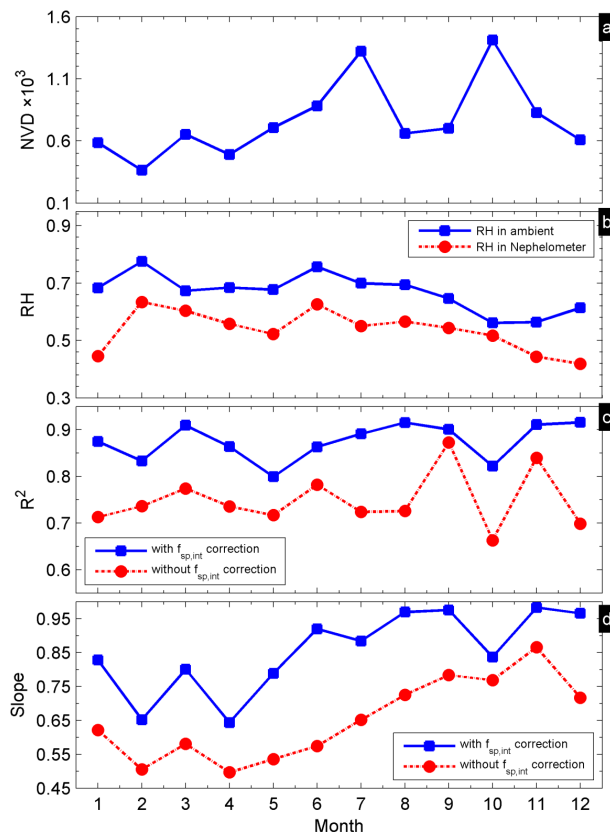 a
1.6
1.1
0.6
0.1
NVD ×10³
b
0.9
0.7
0.5
0.3
RH
RH in ambient
RH in Nephelometer
c
0.9
0.8
0.7
0.6
R²
with f_sp,int correction
without f_sp,int correction
d
0.95
0.85
0.75
0.65
0.55
0.45
Slope
with f_sp,int correction
without f_sp,int correction
1 2 3 4 5 6 7 8 9 10 11 12
Month